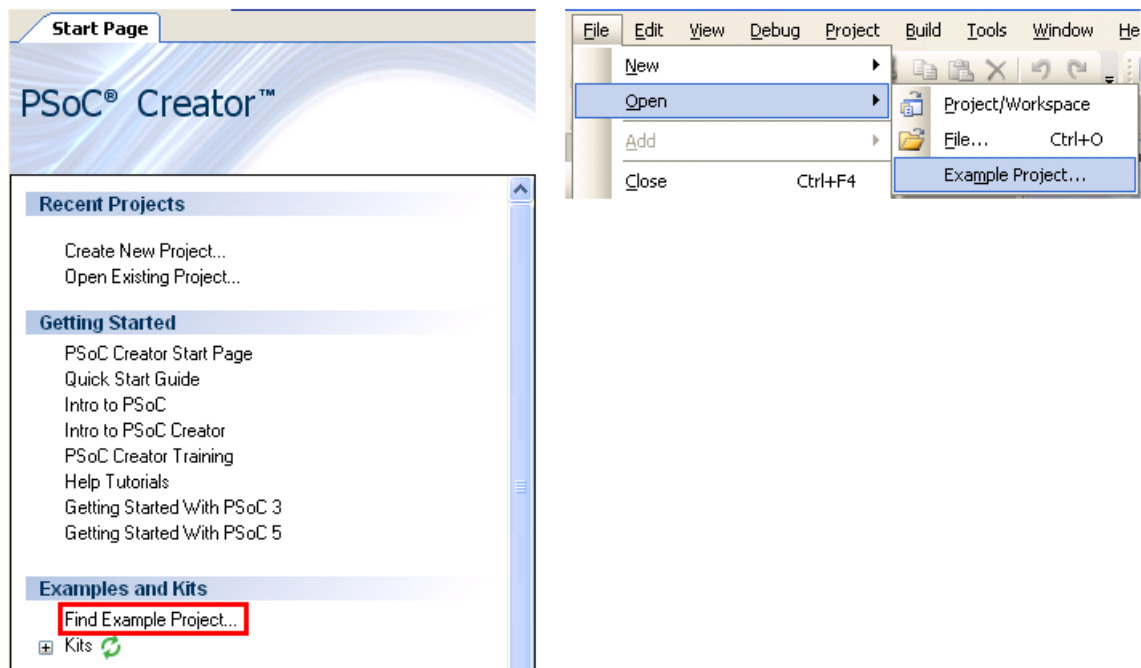 Start Page
PSoC® Creator™
Recent Projects
Create New Project...
Open Existing Project...
Getting Started
PSoC Creator Start Page
Quick Start Guide
Intro to PSoC
Intro to PSoC Creator
PSoC Creator Training
Help Tutorials
Getting Started With PSoC 3
Getting Started With PSoC 5
Examples and Kits
Find Example Project...
Kits
File Edit View Debug Project Build Tools Window He
New
Open
Add
Close Ctrl+F4
Project/Workspace
File... Ctrl+O
Example Project...